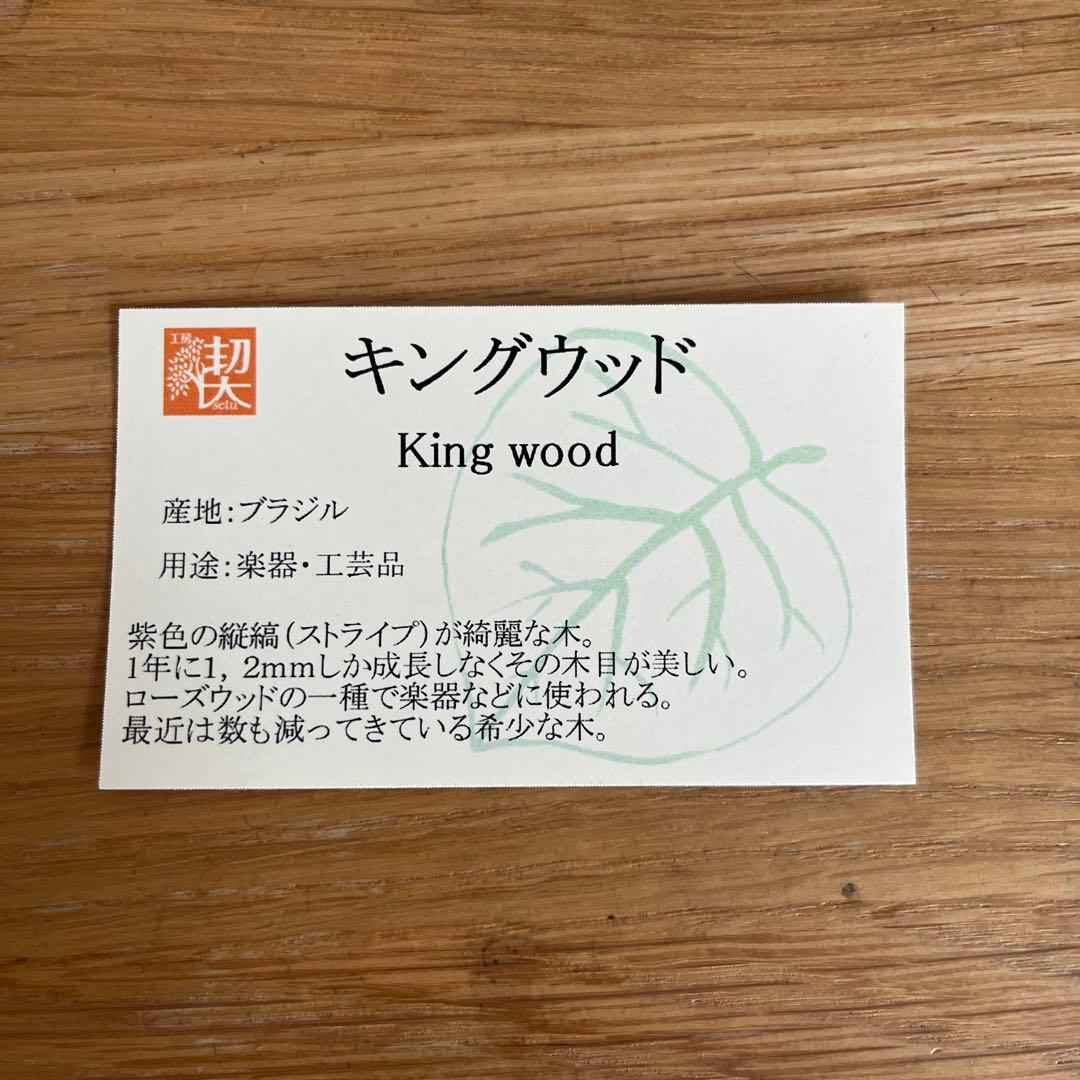 工房
契
setu
キングウッド
King wood
産地：ブラジル
用途：楽器・工芸品
紫色の縦縞（ストライプ）が綺麗な木。
1年に1，2mmしか成長しなくその木目が美しい。
ローズウッドの一種で楽器などに使われる。
最近は数も減ってきている希少な木。